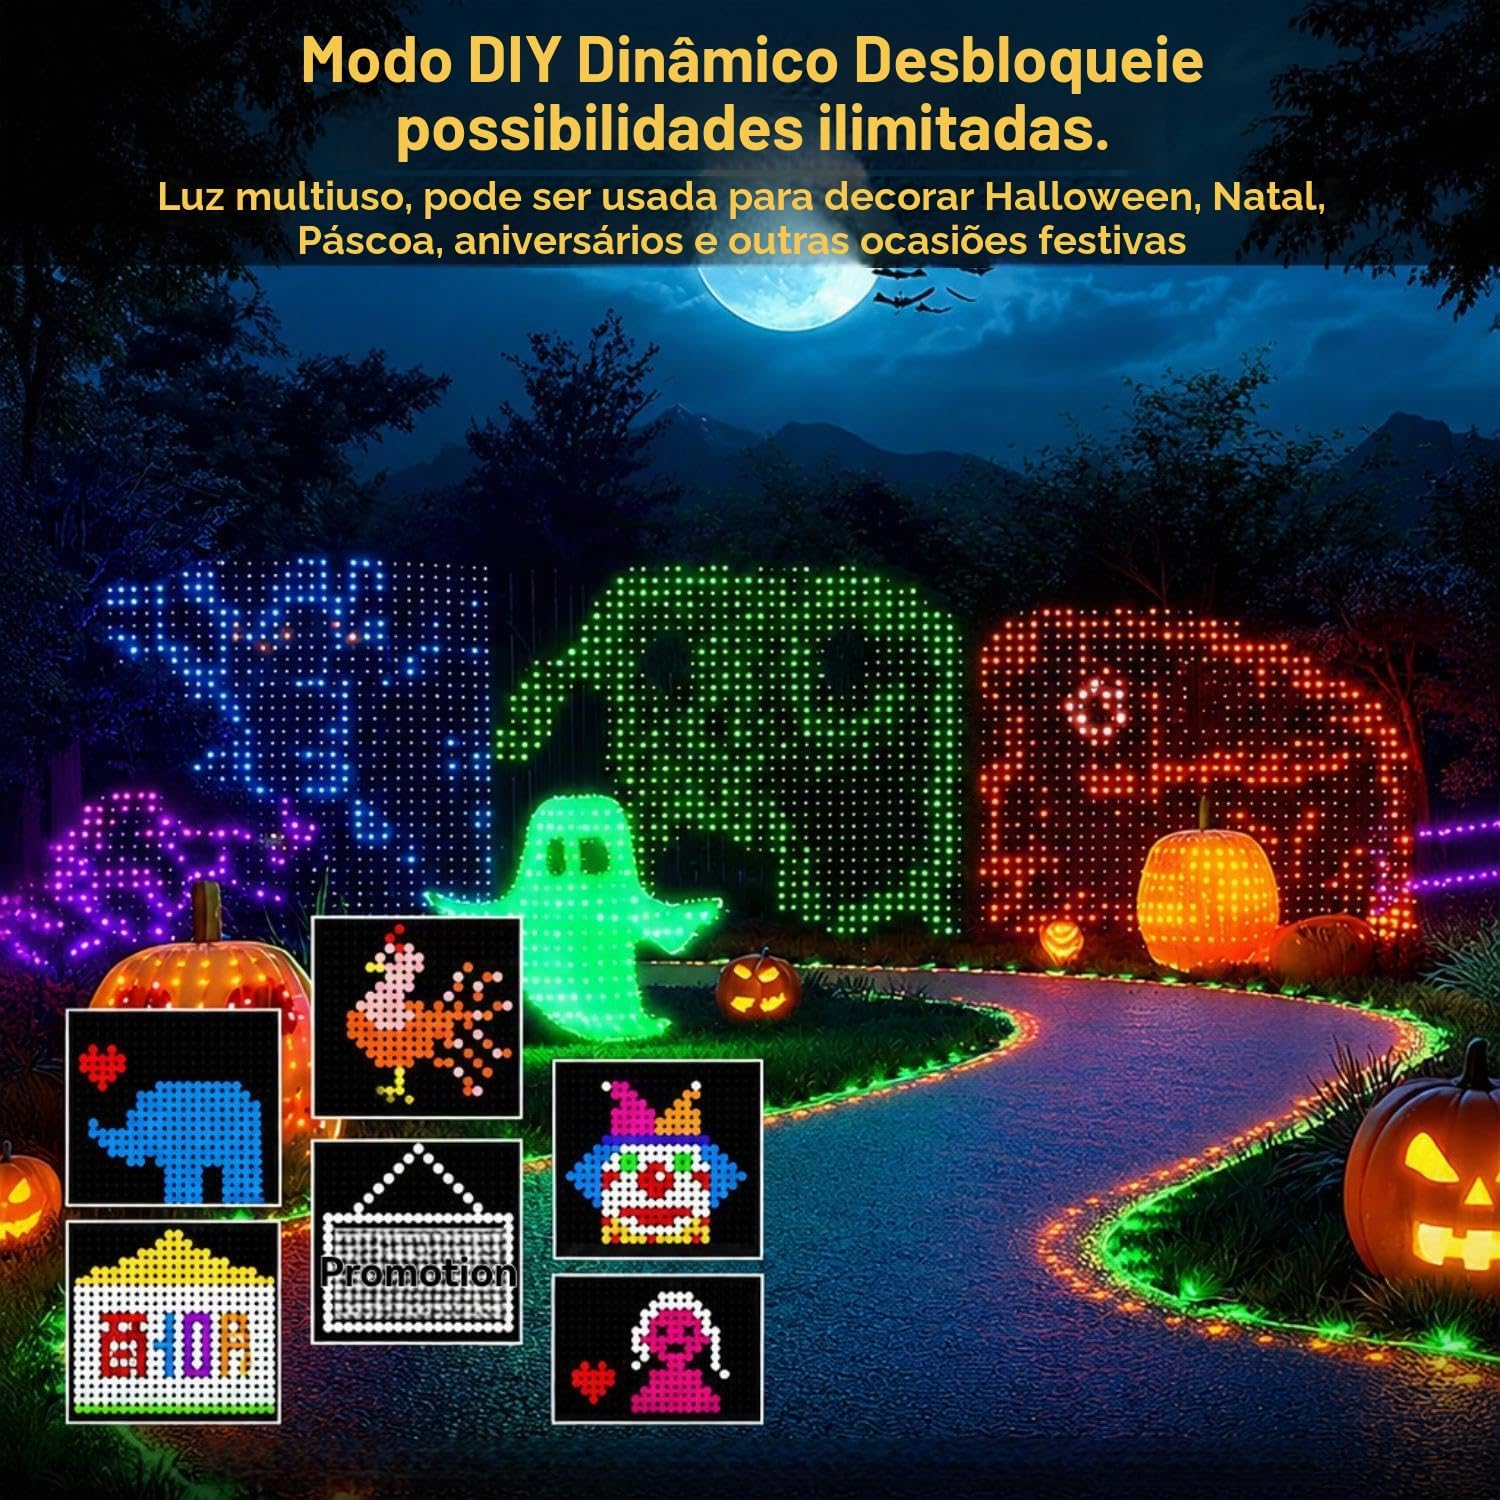 Modo DIY Dinâmico Desbloqueie
possibilidades ilimitadas.
Luz multiuso, pode ser usada para decorar Halloween, Natal,
Páscoa, aniversários e outras ocasiões festivas
Promotion